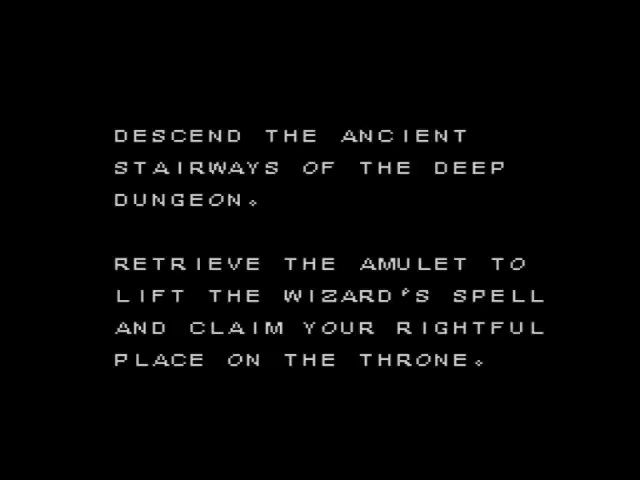 DESCEND THE ANCIENT
STAIRWAYS OF THE DEEP
DUNGEON.
RETRIEVE THE AMULET TO
LIFT THE WIZARD'S SPELL
AND CLAIM YOUR RIGHTFUL
PLACE ON THE THRONE.